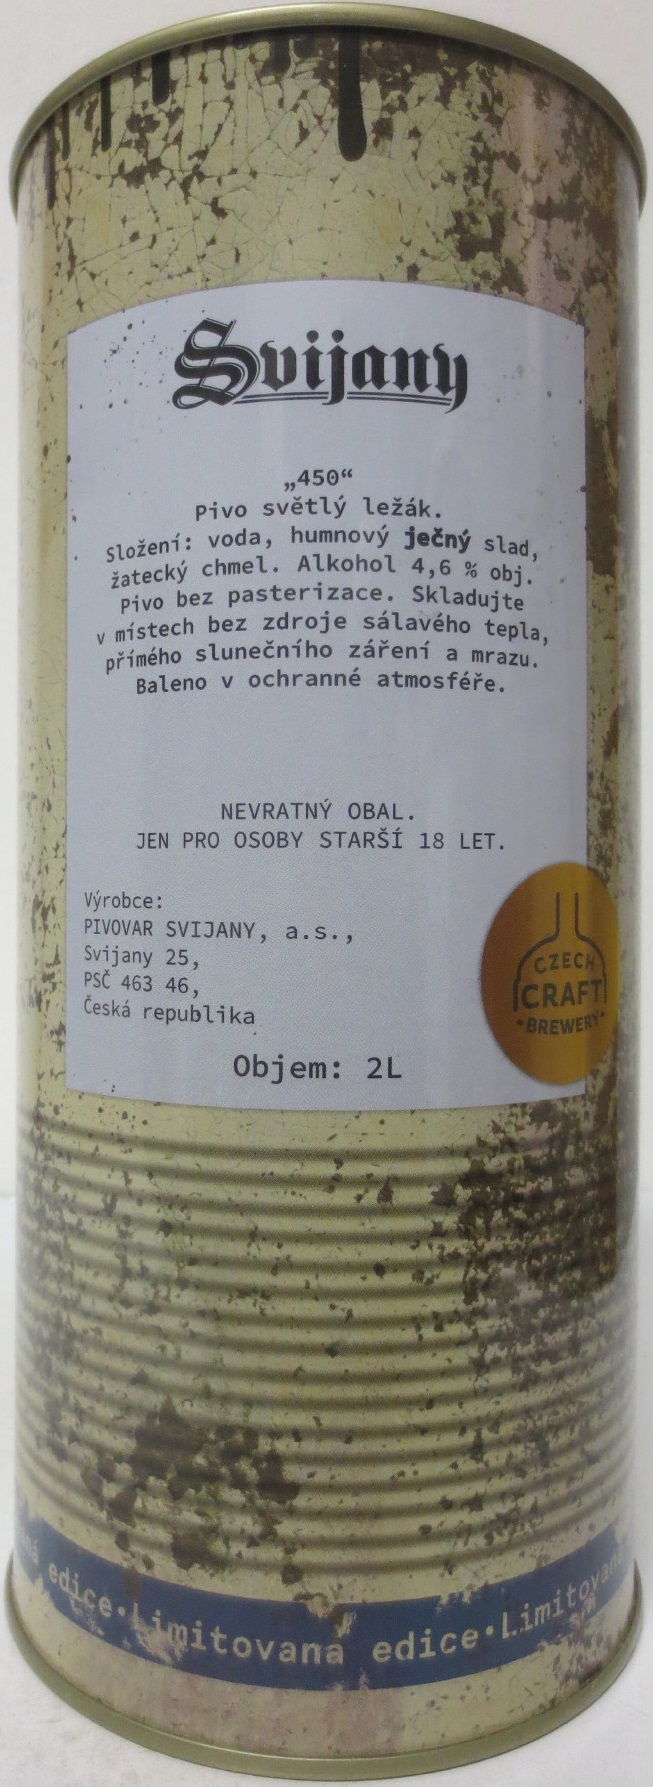 Svijany
„450“
Pivo světlý ležák.
Složení: voda, humnový ječný slad,
žatecký chmel. Alkohol 4,6 % obj.
Pivo bez pasterizace. Skladujte
v místech bez zdroje sálavého tepla,
přímého slunečního záření a mrazu.
Baleno v ochranné atmosféře.
NEVRATNÝ OBAL.
JEN PRO OSOBY STARŠÍ 18 LET.
Výrobce:
PIVOVAR SVIJANY, a.s.,
Svijany 25,
PSČ 463 46,
Česká republika
CZECH
CRAFT
•BREWERY•
Objem: 2L
edice•Limitovaná edice•Limitovaná